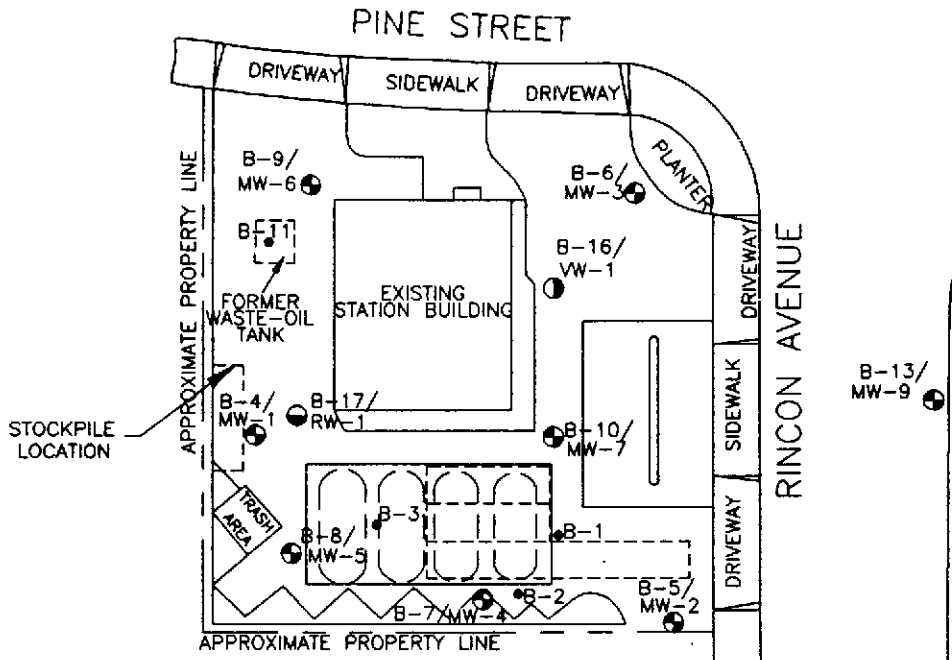 PINE STREET
DRIVEWAY
SIDEWALK
DRIVEWAY
PLANTER
B-9/
MW-6
B-6/
MW-3
B-11
FORMER
WASTE-OIL
TANK
B-16/
VW-1
EXISTING
STATION BUILDING
APPROXIMATE PROPERTY LINE
DRIVEWAY
RINCON AVENUE
STOCKPILE
LOCATION
B-4/
MW-1
B-17/
RW-1
B-10/
MW-7
SIDEWALK
B-13/
MW-9
TRASH
AREA
B-3
B-1
B-8/
MW-5
DRIVEWAY
B-2
B-7/MW-4
B-5/
MW-2
APPROXIMATE PROPERTY LINE